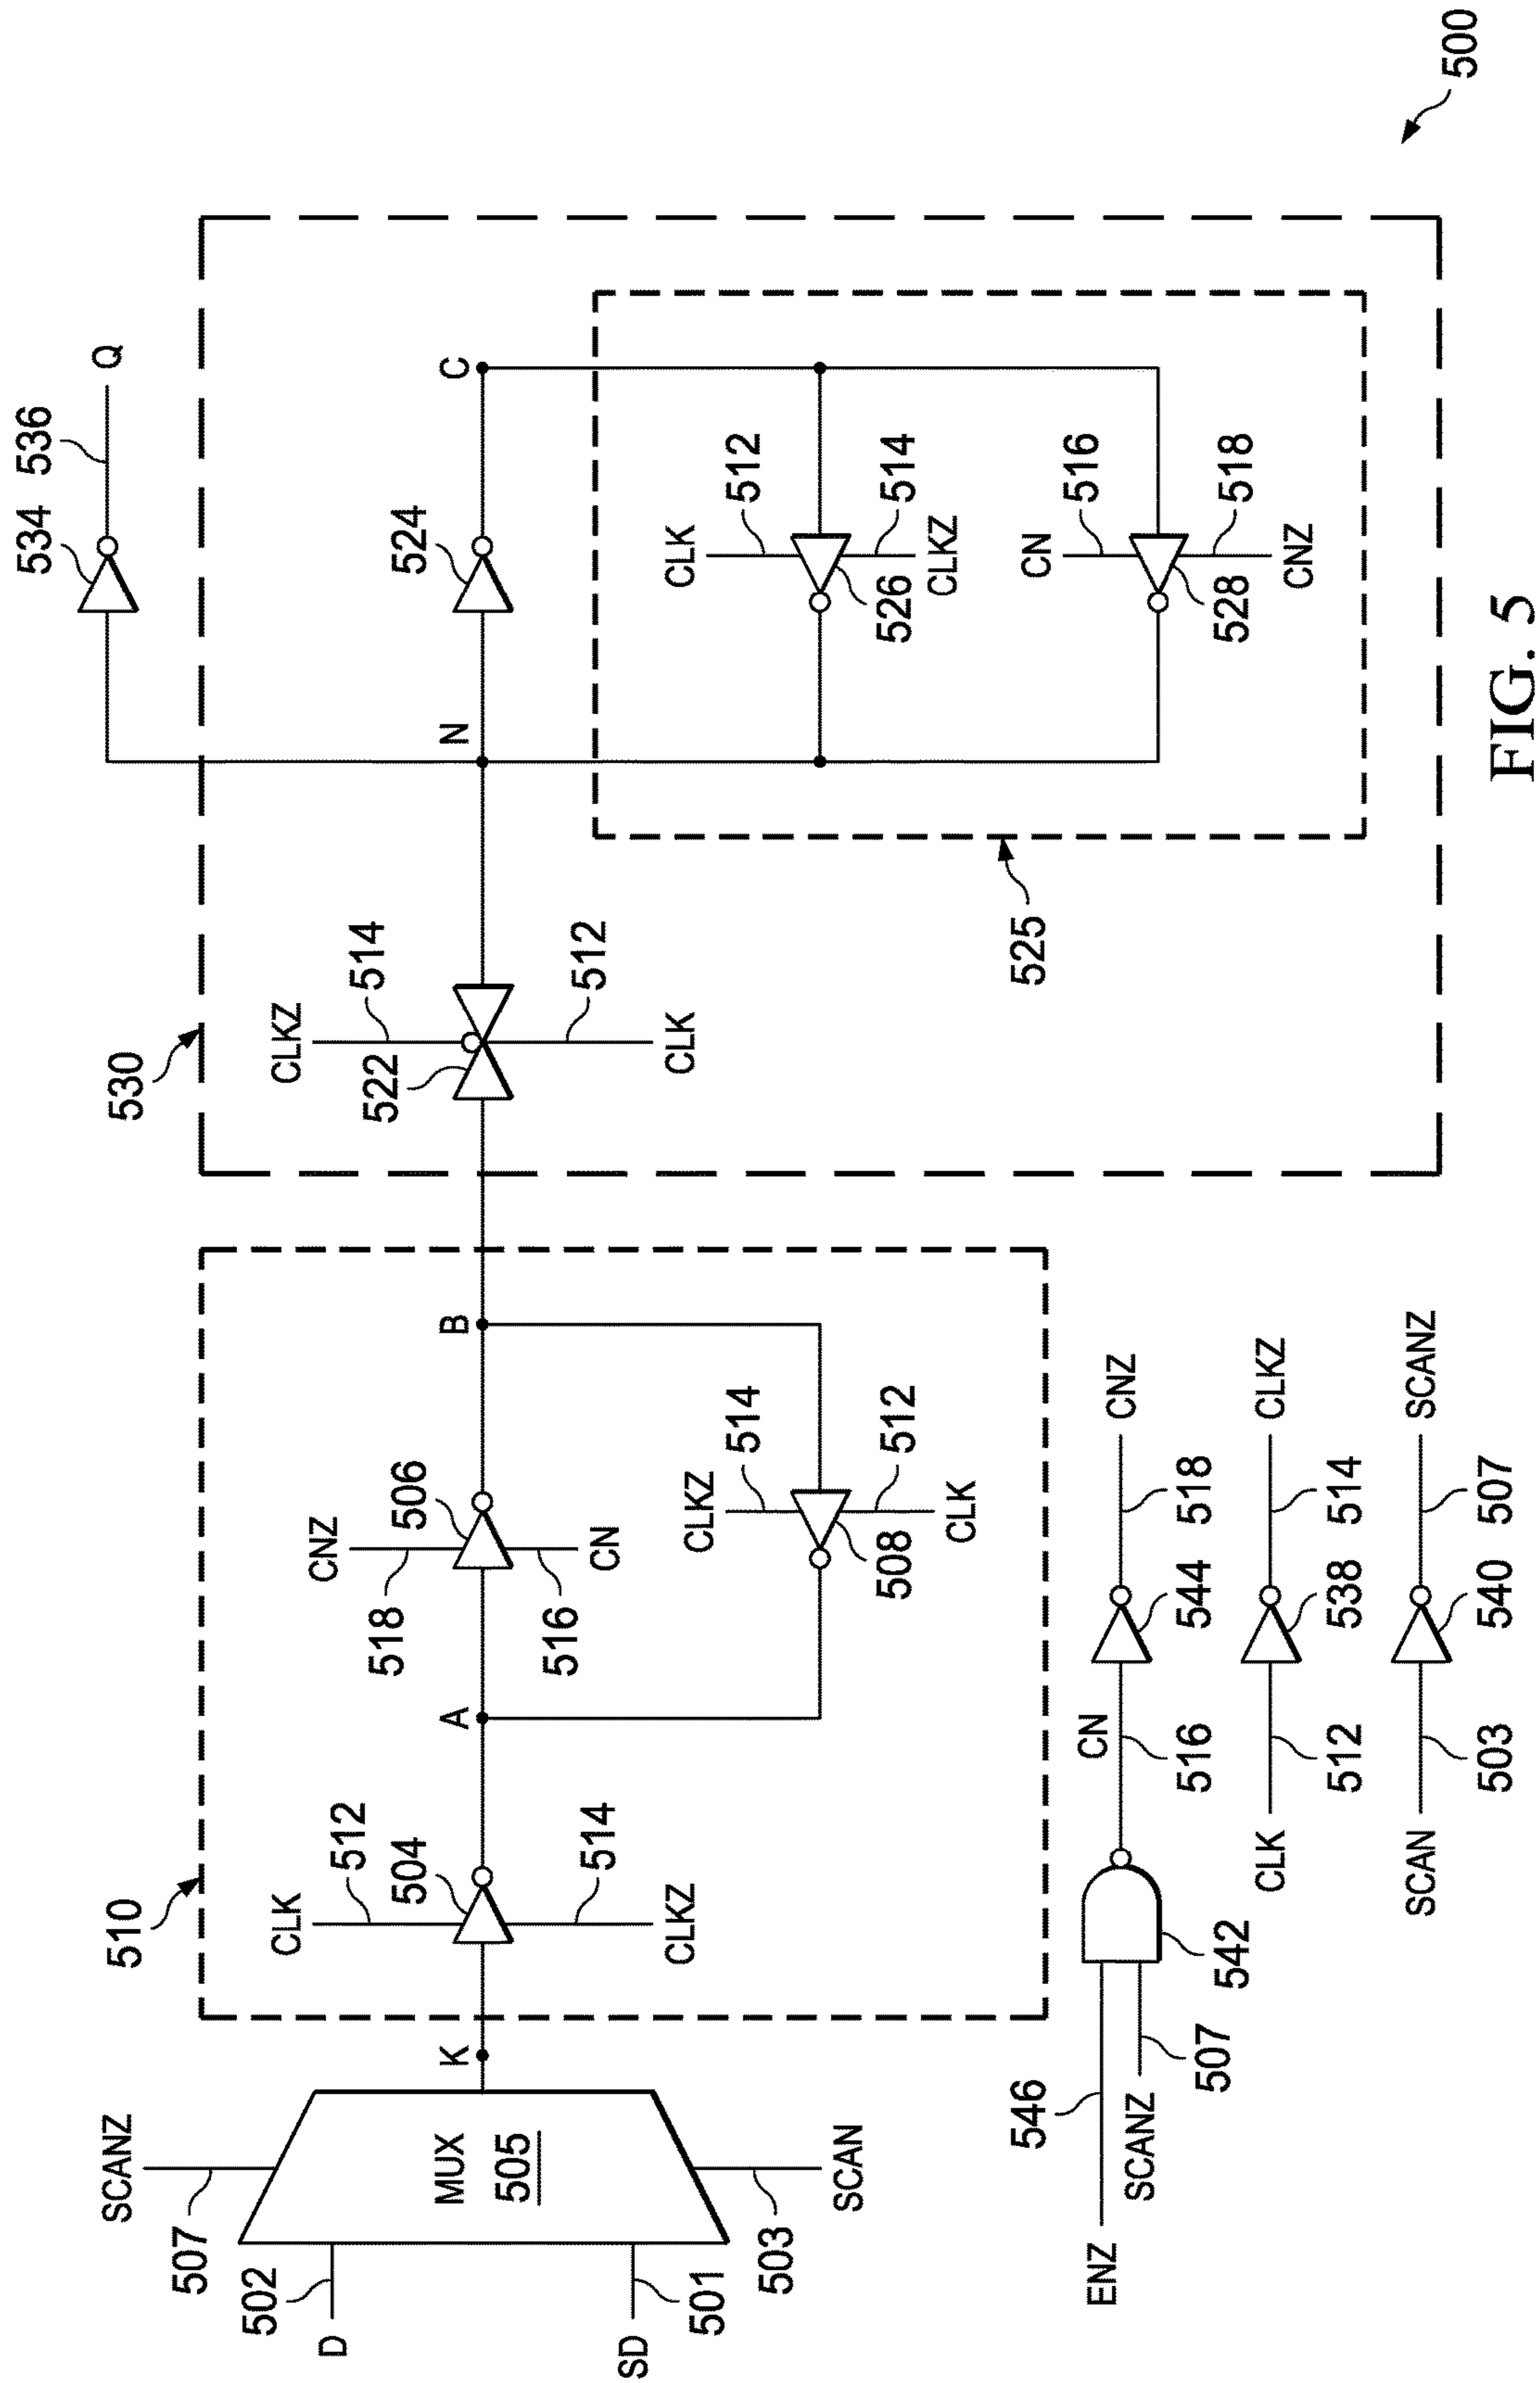 500
530
534
536
Q
CLKZ
514
522
512
CLK
N
524
C
CLK
512
526
514
CLKZ
CN
516
528
518
CNZ
525
510
CLK
512
504
514
CLKZ
A
CNZ
518
506
516
CN
B
CLKZ
514
508
512
CLK
SCANZ
507
D
502
MUX
505
K
SD
501
503
SCAN
ENZ
546
SCANZ
507
542
CN
516
544
518
CNZ
CLK
512
538
514
CLKZ
SCAN
503
540
507
SCANZ
FIG. 5